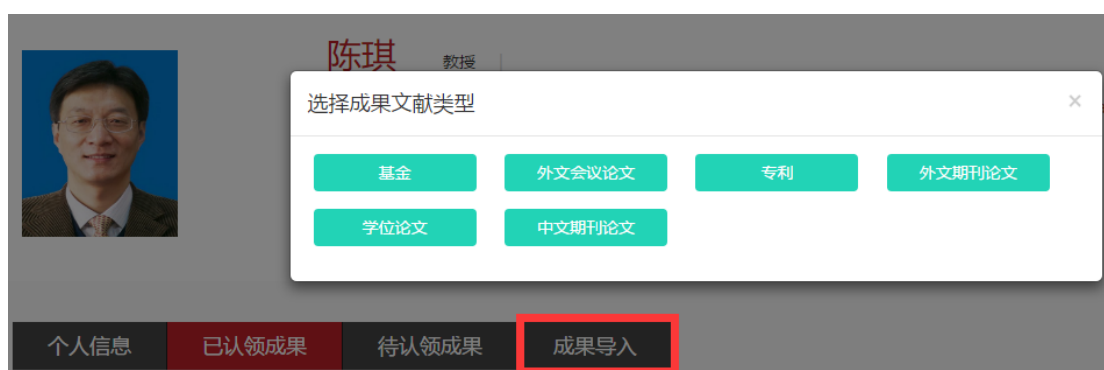 陈琪 教授
选择成果文献类型 ×
基金 外文会议论文 专利 外文期刊论文
学位论文 中文期刊论文
个人信息 已认领成果 待认领成果 成果导入